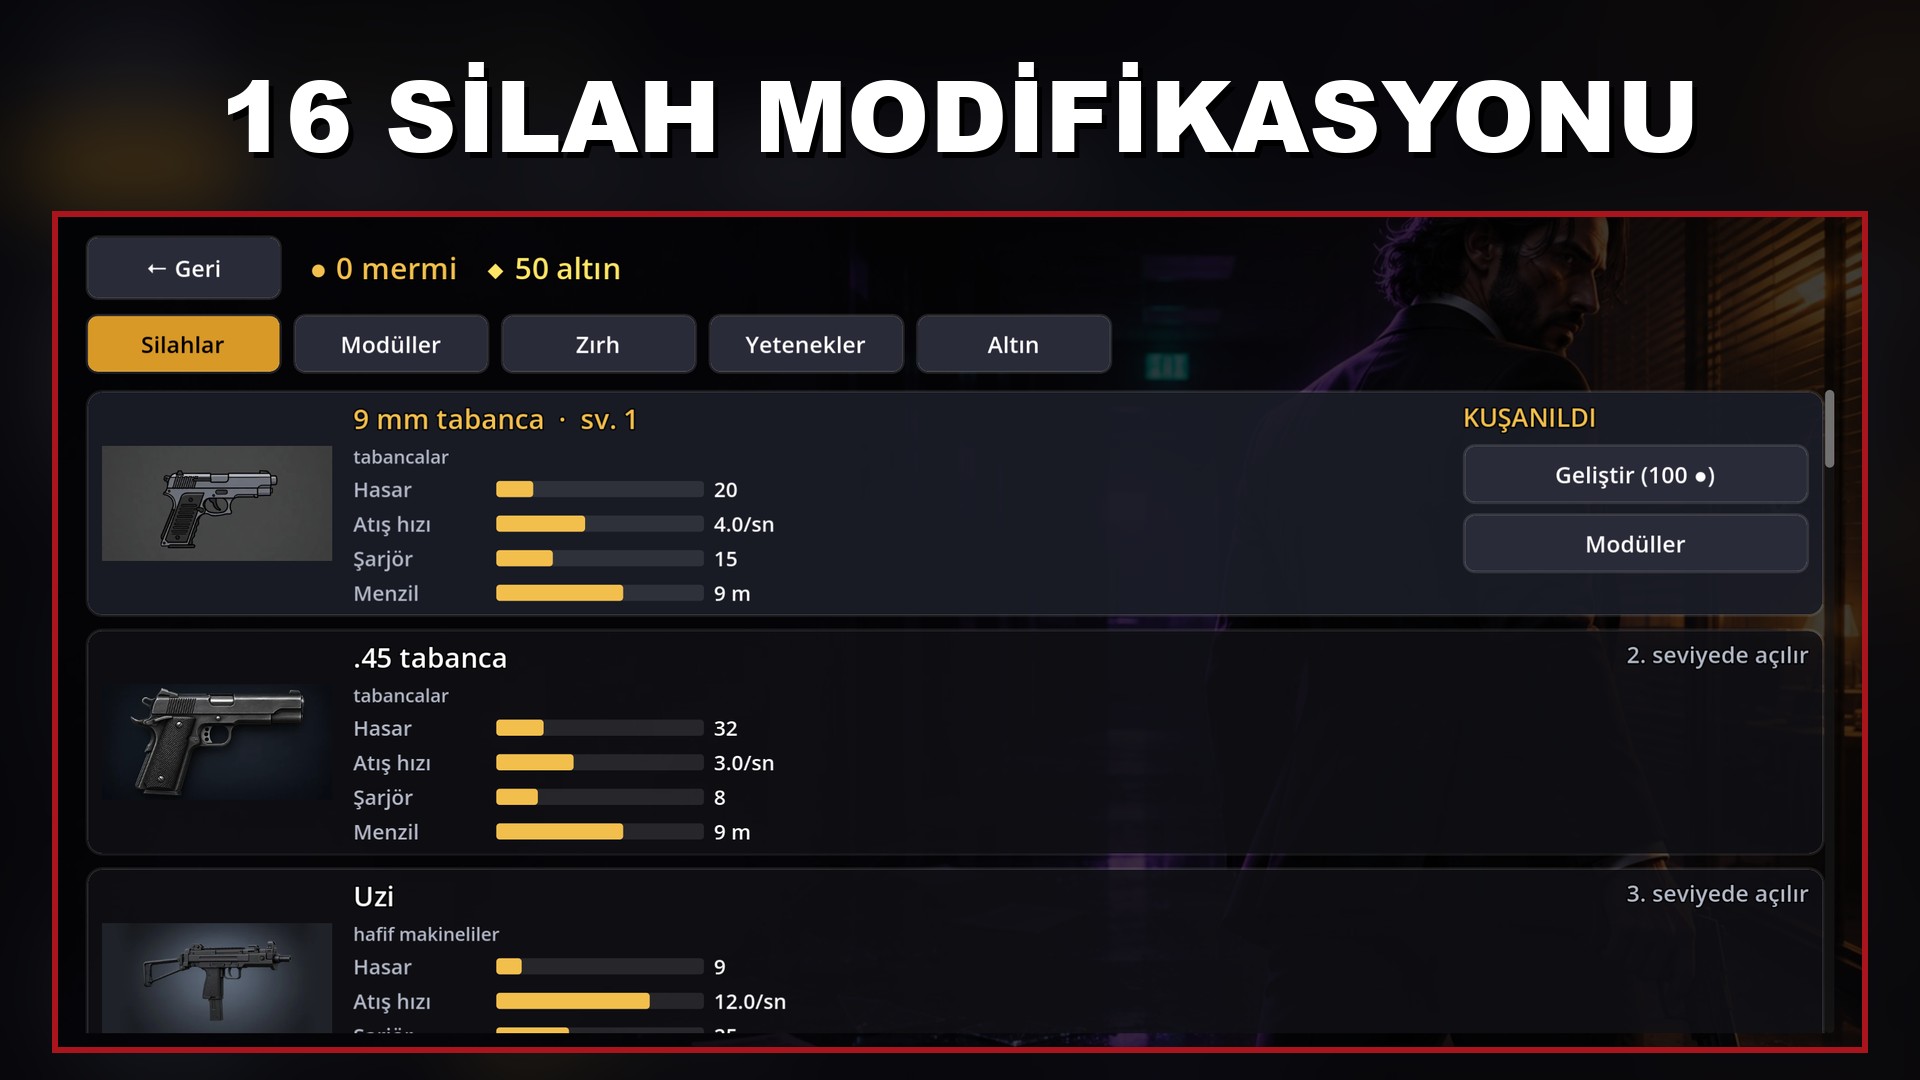 16 SİLAH MODİFİKASYONU
← Geri
● 0 mermi ◆ 50 altın
Silahlar Modüller Zırh Yetenekler Altın
9 mm tabanca · sv. 1
KUŞANILDI
tabancalar
Hasar 20
Geliştir (100 ●)
Atış hızı 4.0/sn
Şarjör 15
Modüller
Menzil 9 m
.45 tabanca
2. seviyede açılır
tabancalar
Hasar 32
Atış hızı 3.0/sn
Şarjör 8
Menzil 9 m
Uzi
3. seviyede açılır
hafif makineliler
Hasar 9
Atış hızı 12.0/sn